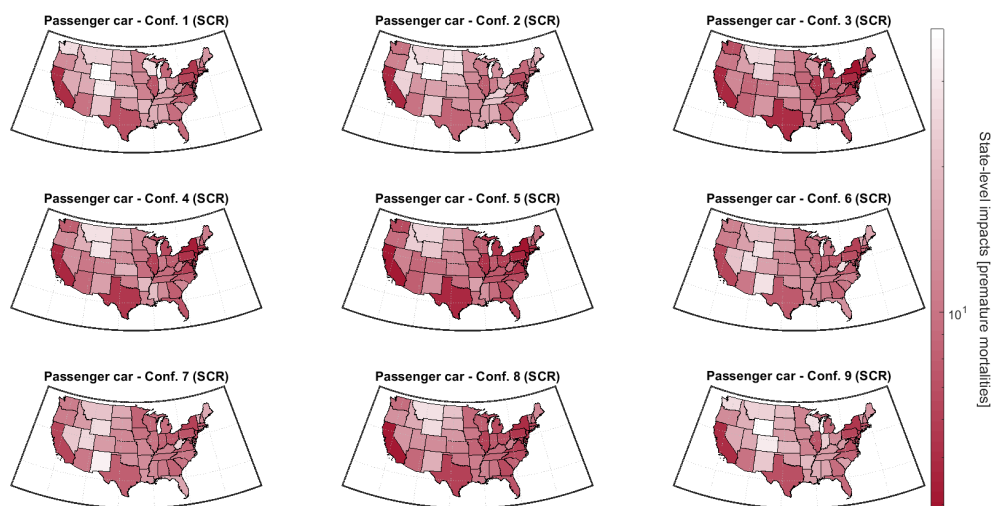 Passenger car - Conf. 1 (SCR)
Passenger car - Conf. 2 (SCR)
Passenger car - Conf. 3 (SCR)
Passenger car - Conf. 4 (SCR)
Passenger car - Conf. 5 (SCR)
Passenger car - Conf. 6 (SCR)
Passenger car - Conf. 7 (SCR)
Passenger car - Conf. 8 (SCR)
Passenger car - Conf. 9 (SCR)
10¹
State-level impacts [premature mortalities]